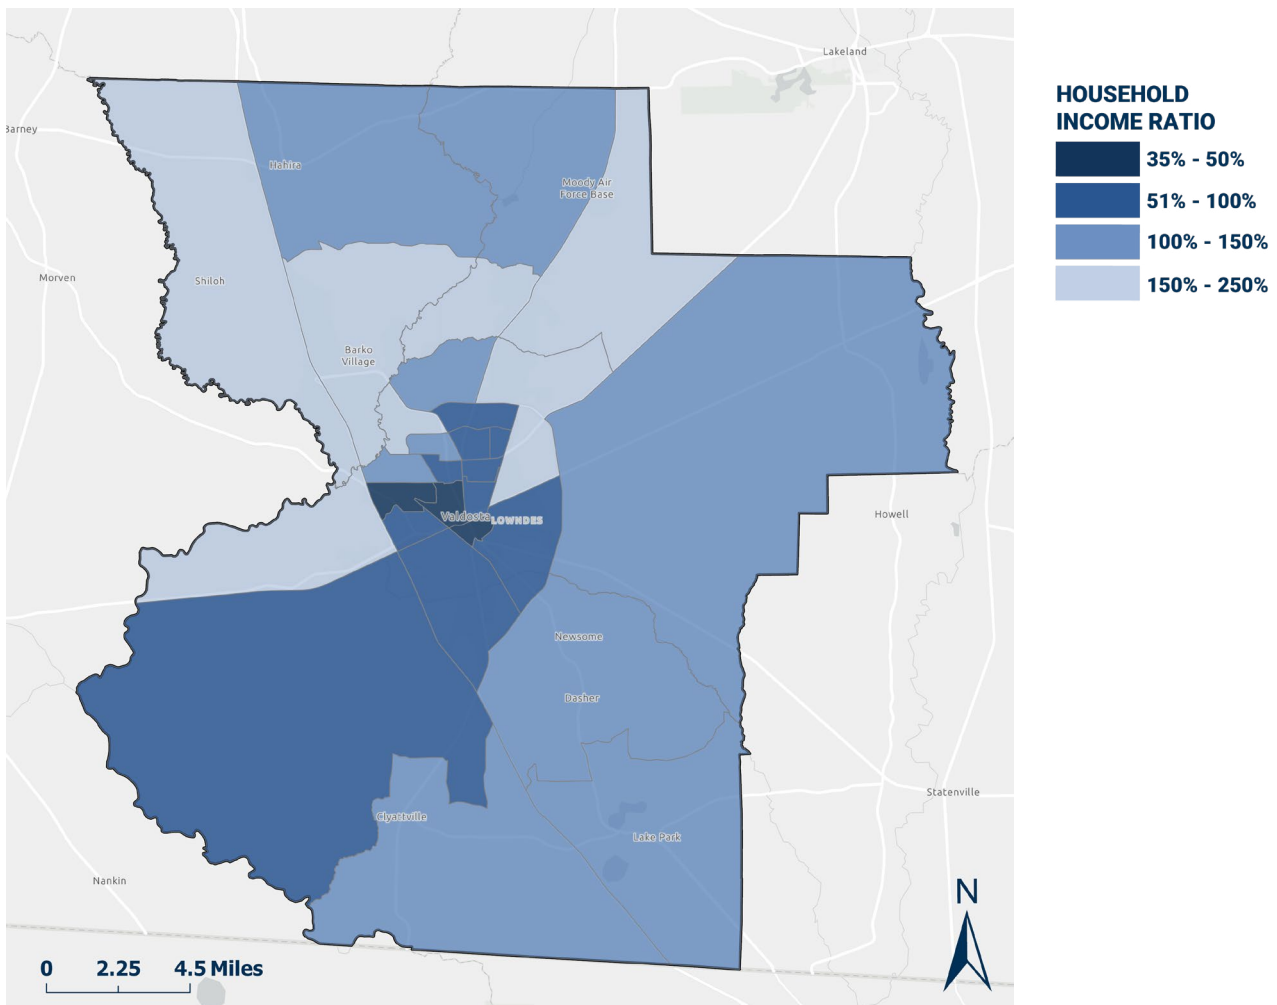 Lakeland
HOUSEHOLD
INCOME RATIO
Barney
35% - 50%
Hahira
Moody Air
Force Base
51% - 100%
100% - 150%
Morven
Shiloh
150% - 250%
Barko
Village
Valdosta
LOWNDES
Howell
Newsome
Dasher
Statenville
Clyattville
Lake Park
Nankin
N
0 2.25 4.5 Miles